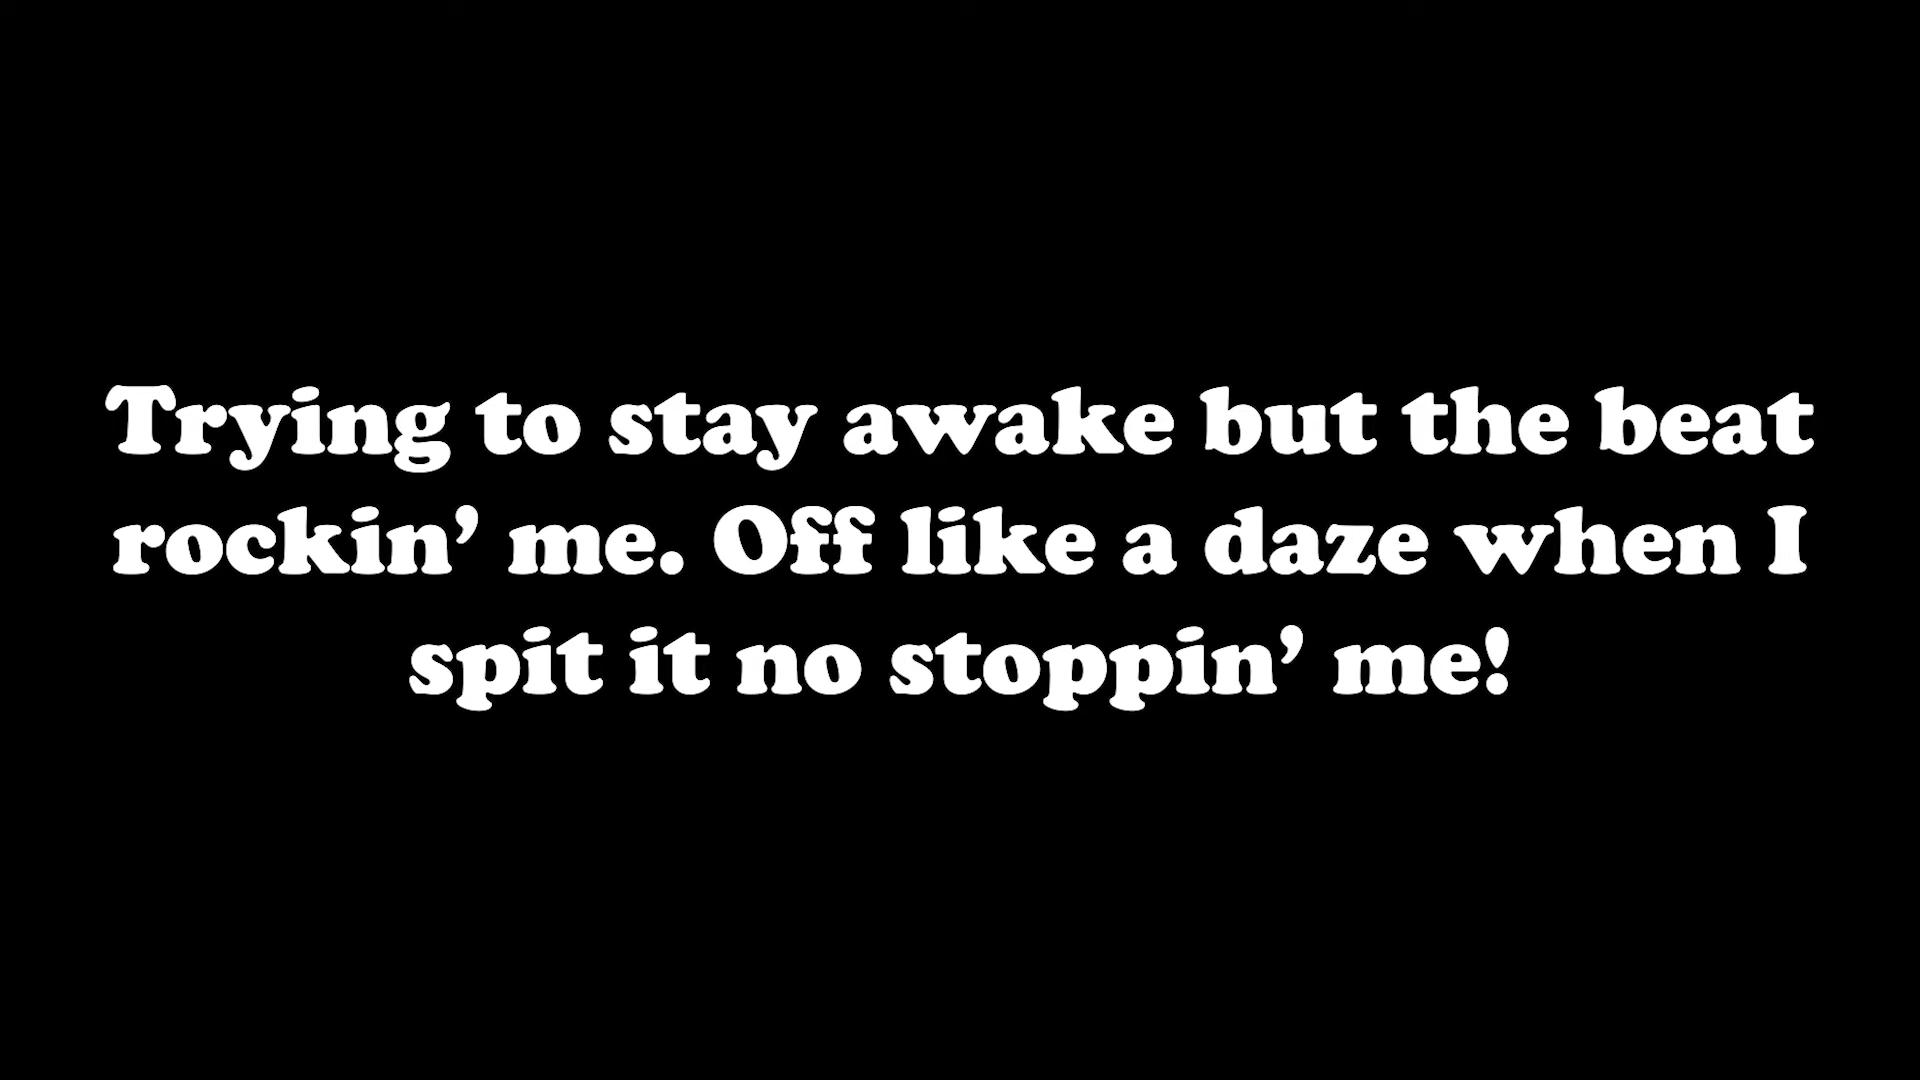 Trying to stay awake but the beat
rockin’ me. Off like a daze when I
spit it no stoppin’ me!